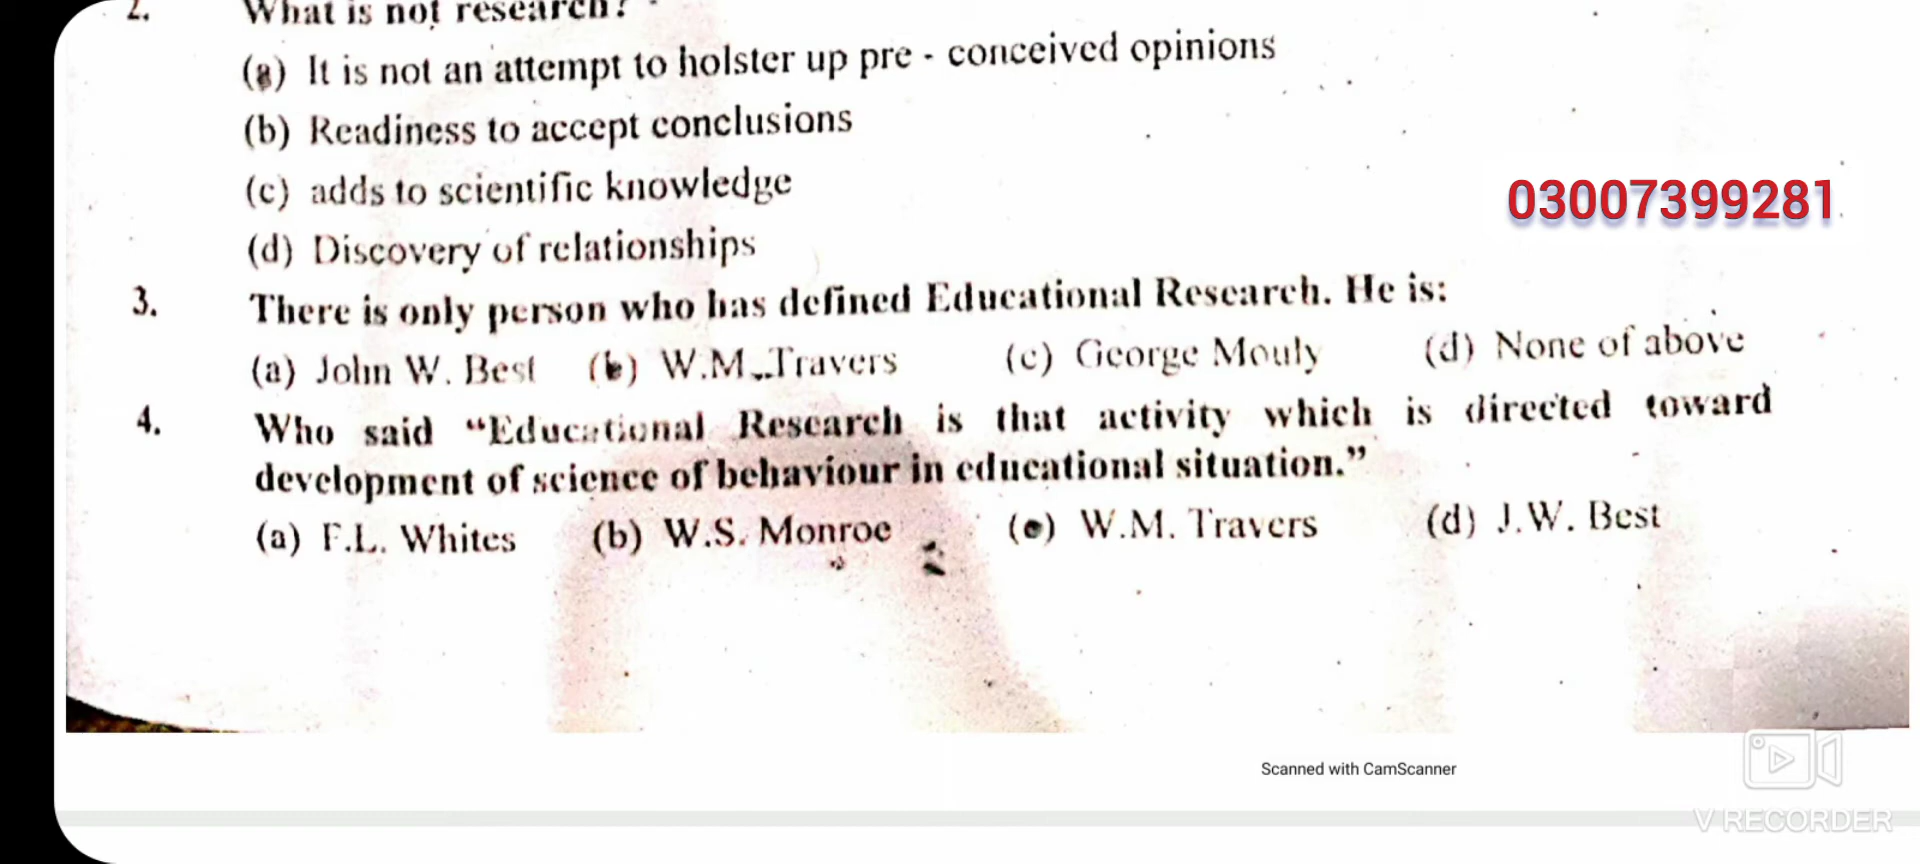 2. What is not research?
(a) It is not an attempt to holster up pre - conceived opinions
(b) Readiness to accept conclusions
(c) adds to scientific knowledge
03007399281
(d) Discovery of relationships
3. There is only person who has defined Educational Research. He is:
(a) John W. Best (b) W.M. Travers (c) George Mouly (d) None of above
4. Who said “Educational Research is that activity which is directed toward
development of science of behaviour in educational situation.”
(a) F.L. Whites (b) W.S. Monroe (c) W.M. Travers (d) J.W. Best
Scanned with CamScanner
V RECORDER